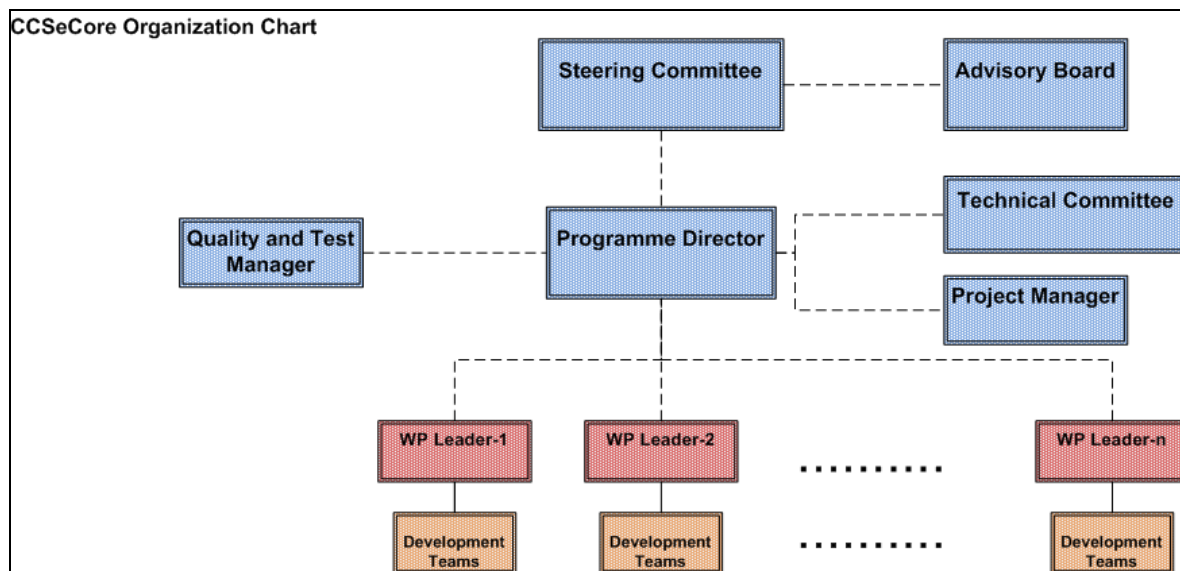 CCSeCore Organization Chart
Steering Committee
Advisory Board
Technical Committee
Quality and Test
Manager
Programme Director
Project Manager
WP Leader-1
WP Leader-2
WP Leader-n
Development
Teams
Development
Teams
Development
Teams